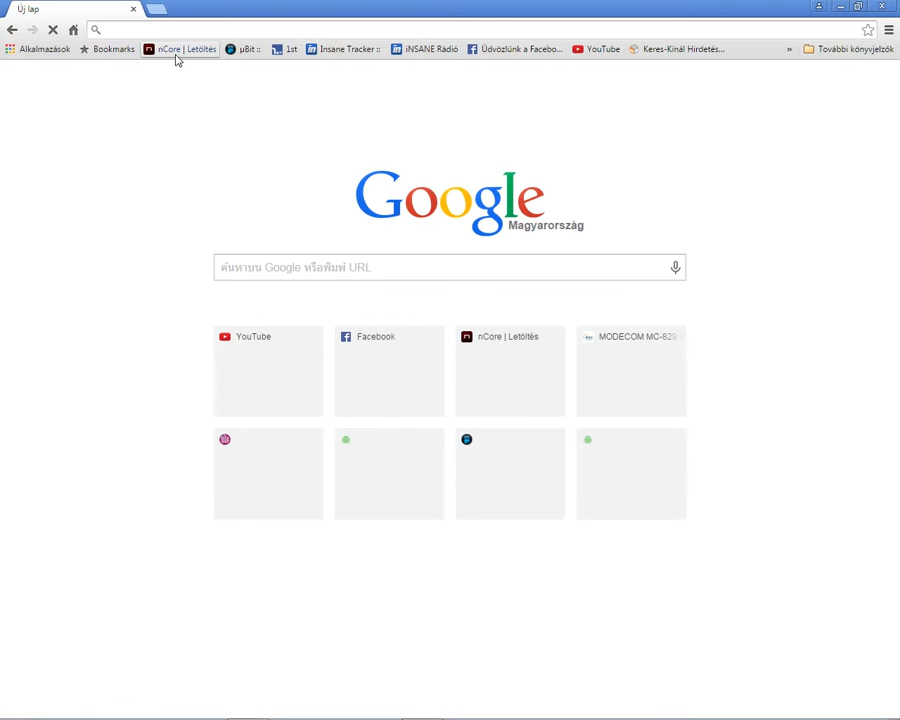 Új lap
Alkalmazások Bookmarks nCore | Letöltés µBit :: 1st Insane Tracker :: iNSANE Rádió Üdvözlünk a Facebo... YouTube Keres-Kínál Hirdetés... » További könyvjelzők
Google
Magyarország
ค้นหาบน Google หรือพิมพ์ URL
YouTube Facebook nCore | Letöltés MODECOM MC-829